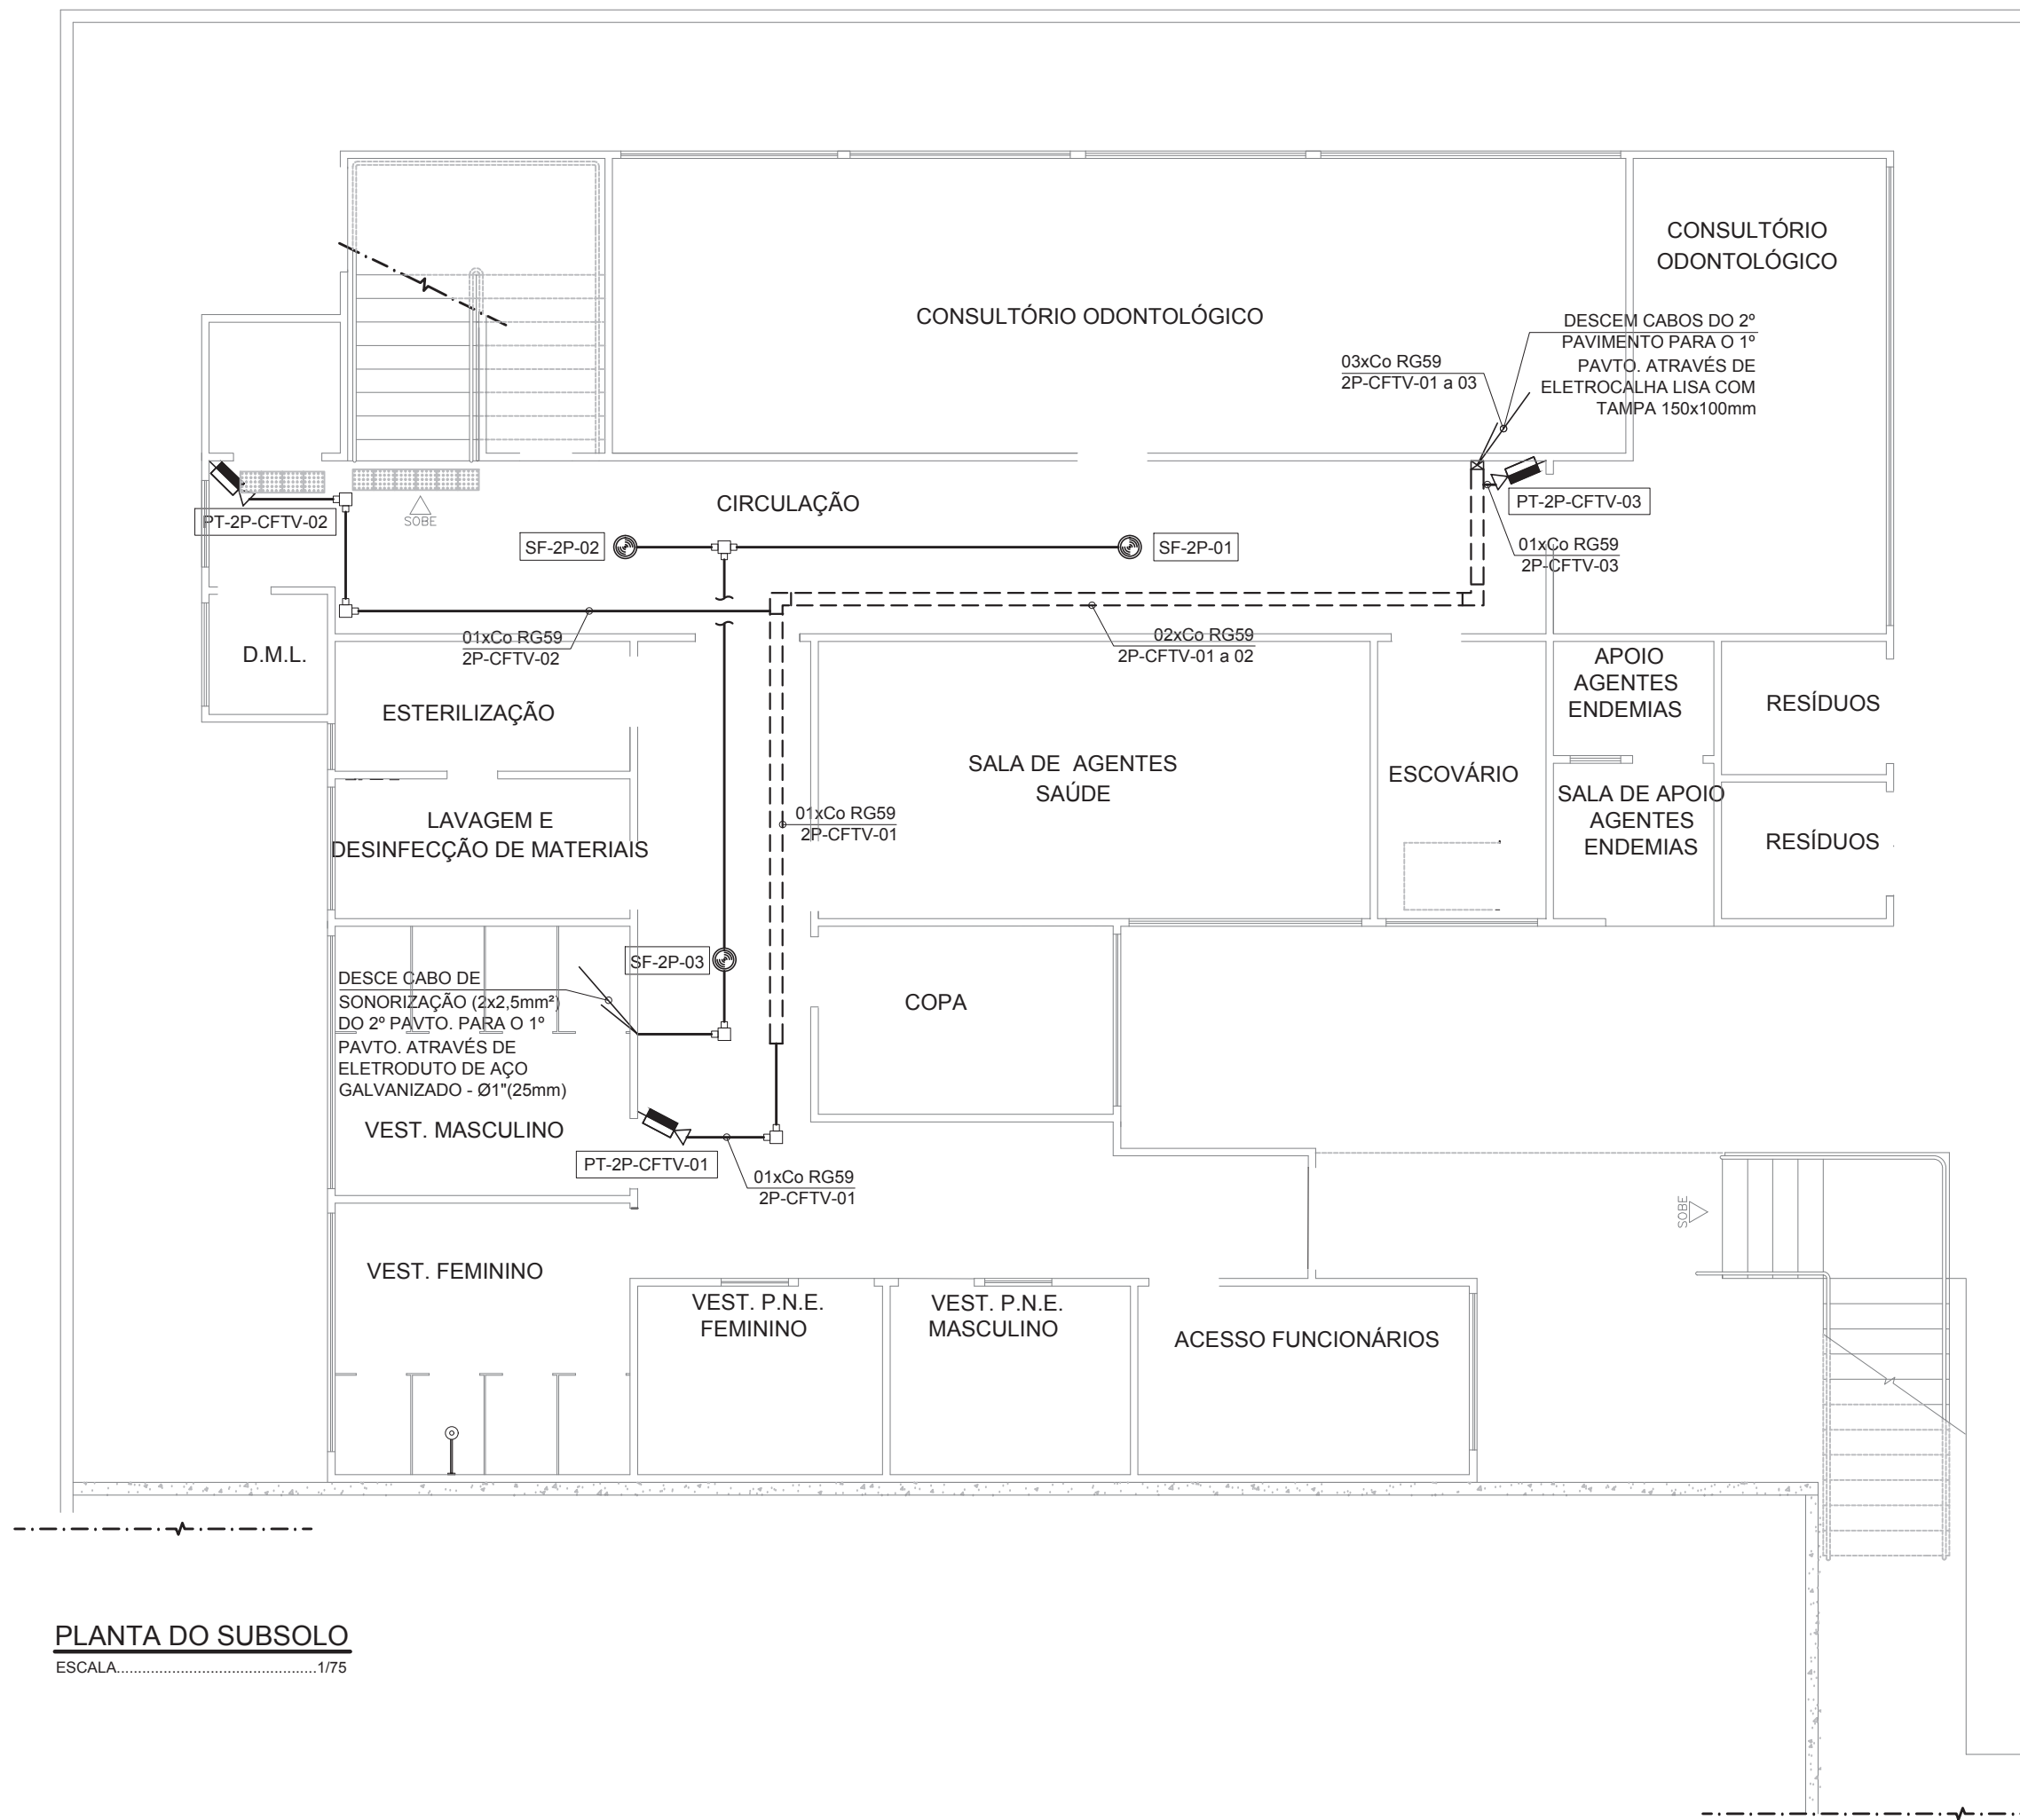 CONSULTÓRIO
ODONTOLÓGICO
CONSULTÓRIO ODONTOLÓGICO
DESCEM CABOS DO 2º
PAVIMENTO PARA O 1º
PAVTO. ATRAVÉS DE
ELETROCALHA LISA COM
TAMPA 150x100mm
03xCo RG59
2P-CFTV-01 a 03
PT-2P-CFTV-02
SOBE
CIRCULAÇÃO
PT-2P-CFTV-03
SF-2P-02
SF-2P-01
01xCo RG59
2P-CFTV-03
01xCo RG59
2P-CFTV-02
02xCo RG59
2P-CFTV-01 a 02
D.M.L.
ESTERILIZAÇÃO
APOIO
AGENTES
ENDEMIAS
RESÍDUOS
SALA DE AGENTES
SAÚDE
ESCOVÁRIO
SALA DE APOIO
AGENTES
ENDEMIAS
RESÍDUOS
LAVAGEM E
DESINFECÇÃO DE MATERIAIS
01xCo RG59
2P-CFTV-01
SF-2P-03
DESCE CABO DE
SONORIZAÇÃO (2x2,5mm²)
DO 2º PAVTO. PARA O 1º
PAVTO. ATRAVÉS DE
ELETRODUTO DE AÇO
GALVANIZADO - Ø1"(25mm)
COPA
VEST. MASCULINO
PT-2P-CFTV-01
01xCo RG59
2P-CFTV-01
SOBE
VEST. FEMININO
VEST. P.N.E.
FEMININO
VEST. P.N.E.
MASCULINO
ACESSO FUNCIONÁRIOS
PLANTA DO SUBSOLO
ESCALA...............................................1/75